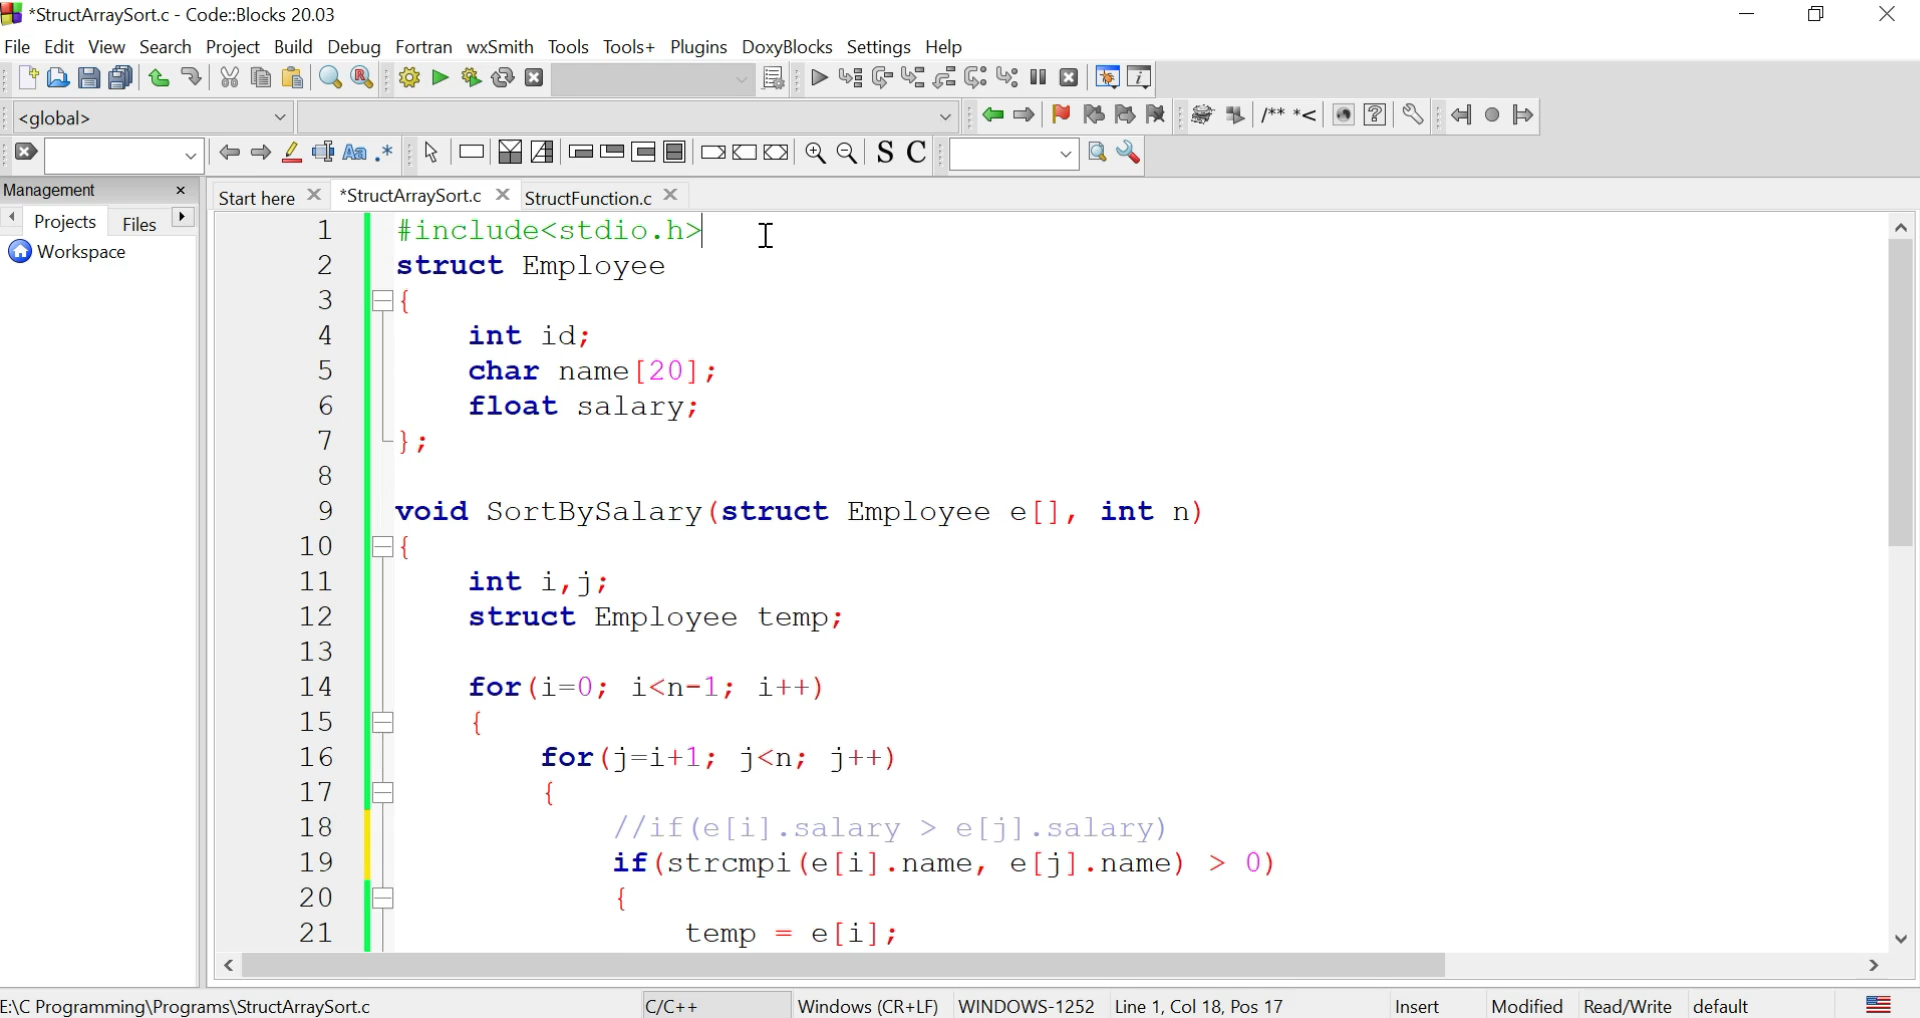 *StructArraySort.c - Code::Blocks 20.03
File Edit View Search Project Build Debug Fortran wxSmith Tools Tools+ Plugins DoxyBlocks Settings Help
<global>
/** *<
Aa .* S C
Management
Start here *StructArraySort.c StructFunction.c
Projects Files
Workspace
1 #include<stdio.h>
2 struct Employee
3 {
4 int id;
5 char name[20];
6 float salary;
7 };
8
9 void SortBySalary(struct Employee e[], int n)
10 {
11 int i,j;
12 struct Employee temp;
13
14 for(i=0; i<n-1; i++)
15 {
16 for(j=i+1; j<n; j++)
17 {
18 //if(e[i].salary > e[j].salary)
19 if(strcmpi(e[i].name, e[j].name) > 0)
20 {
21 temp = e[i];
E:\C Programming\Programs\StructArraySort.c C/C++ Windows (CR+LF) WINDOWS-1252 Line 1, Col 18, Pos 17 Insert Modified Read/Write default